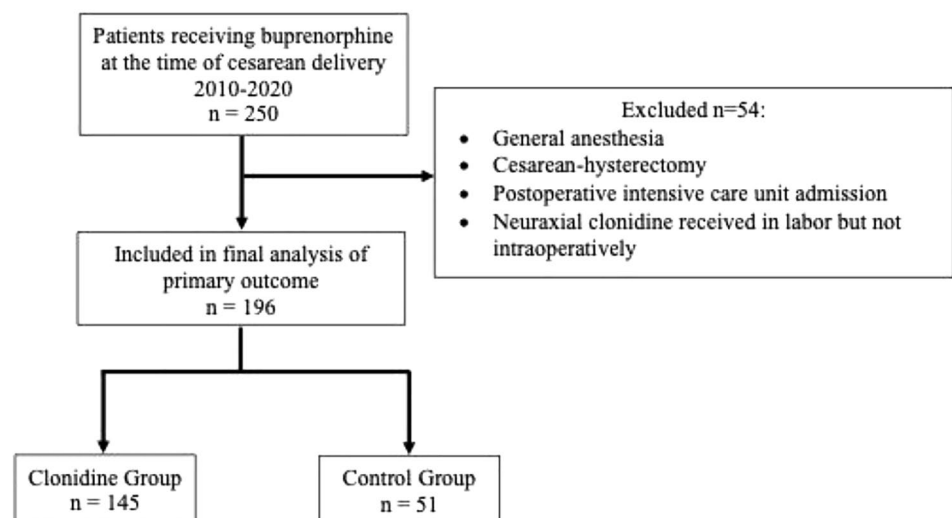 Patients receiving buprenorphine
at the time of cesarean delivery
2010-2020
n = 250
Excluded n=54:
• General anesthesia
• Cesarean-hysterectomy
• Postoperative intensive care unit admission
• Neuraxial clonidine received in labor but not
intraoperatively
Included in final analysis of
primary outcome
n = 196
Clonidine Group
n = 145
Control Group
n = 51